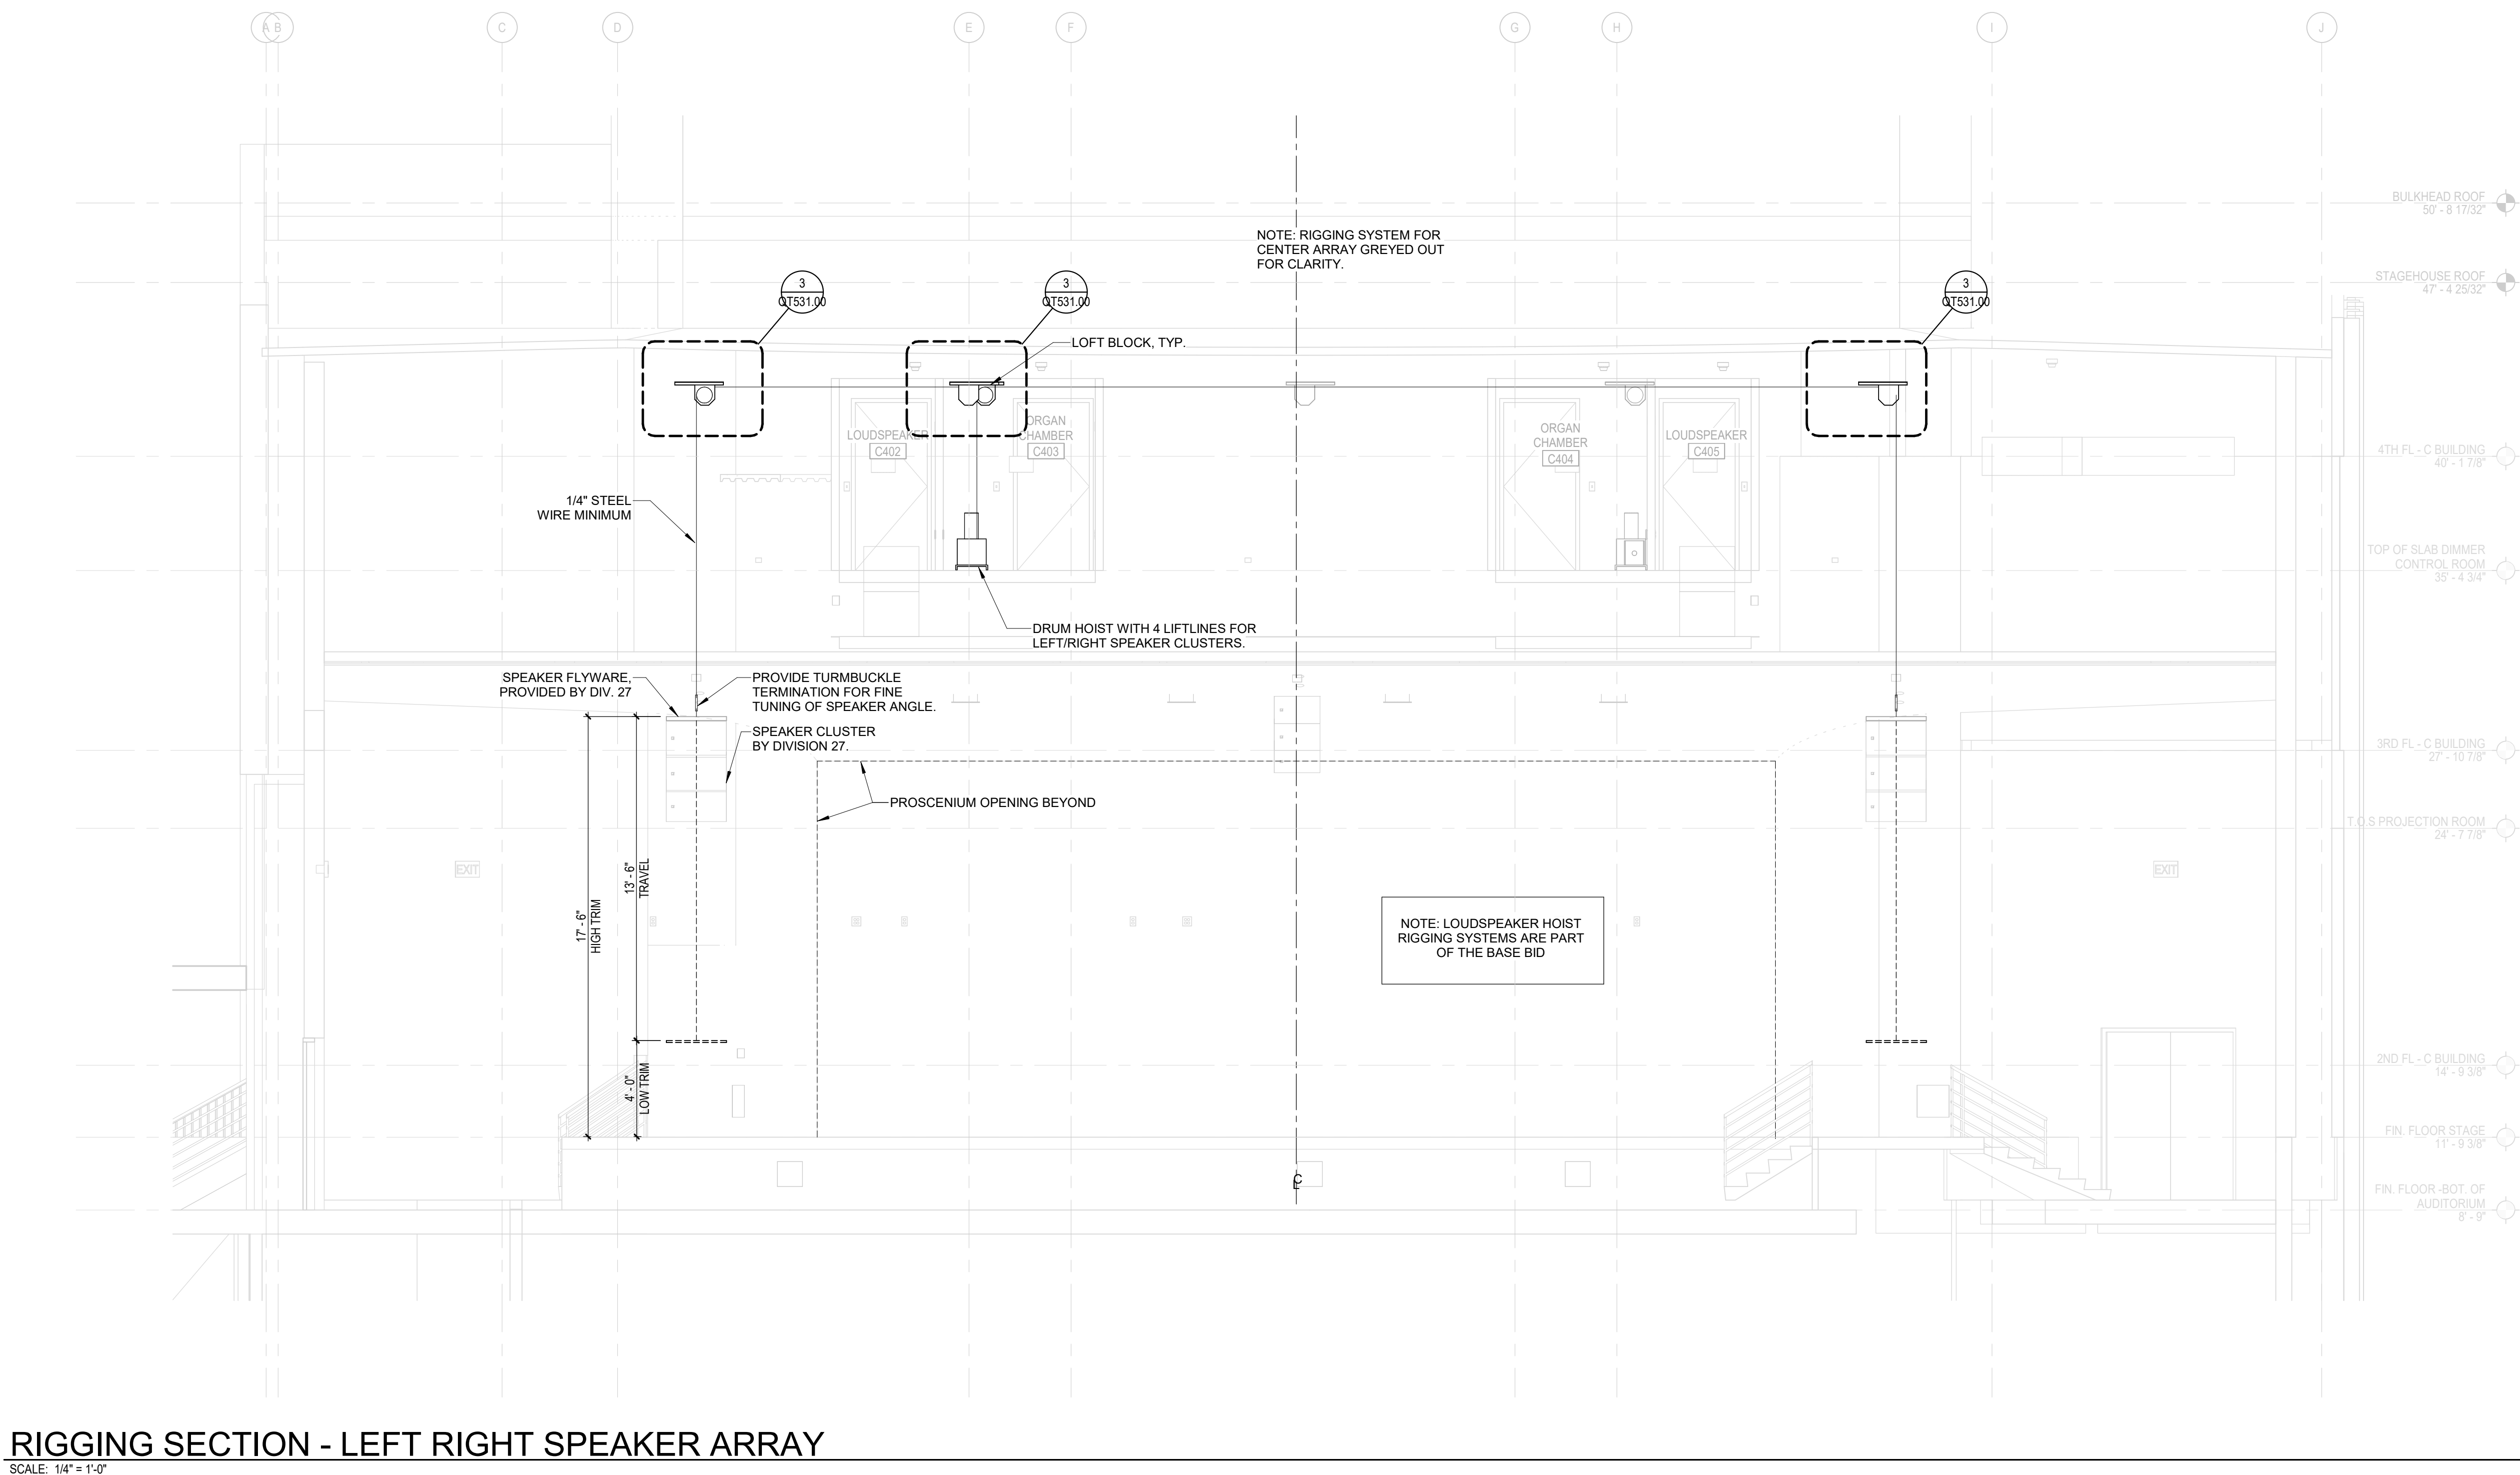 A
B
C
D
E
F
G
H
I
J
BULKHEAD ROOF
50' - 8 17/32"
NOTE: RIGGING SYSTEM FOR
CENTER ARRAY GREYED OUT
FOR CLARITY.
STAGEHOUSE ROOF
47' - 4 25/32"
3
QT531.00
3
QT531.00
3
QT531.00
LOFT BLOCK, TYP.
LOUDSPEAKER
C402
ORGAN
CHAMBER
C403
ORGAN
CHAMBER
C404
LOUDSPEAKER
C405
4TH FL - C BUILDING
40' - 1 7/8"
1/4" STEEL
WIRE MINIMUM
TOP OF SLAB DIMMER
CONTROL ROOM
35' - 4 3/4"
DRUM HOIST WITH 4 LIFTLINES FOR
LEFT/RIGHT SPEAKER CLUSTERS.
SPEAKER FLYWARE,
PROVIDED BY DIV. 27
PROVIDE TURMBUCKLE
TERMINATION FOR FINE
TUNING OF SPEAKER ANGLE.
SPEAKER CLUSTER
BY DIVISION 27.
3RD FL - C BUILDING
27' - 10 7/8"
PROSCENIUM OPENING BEYOND
T.O.S PROJECTION ROOM
24' - 7 7/8"
EXIT
EXIT
13' - 6"
TRAVEL
17' - 6"
HIGH TRIM
NOTE: LOUDSPEAKER HOIST
RIGGING SYSTEMS ARE PART
OF THE BASE BID
4' - 0"
LOW TRIM
2ND FL - C BUILDING
14' - 9 3/8"
FIN. FLOOR STAGE
11' - 9 3/8"
CL
FIN. FLOOR -BOT. OF
AUDITORIUM
8' - 9"
RIGGING SECTION - LEFT RIGHT SPEAKER ARRAY
SCALE: 1/4" = 1'-0"